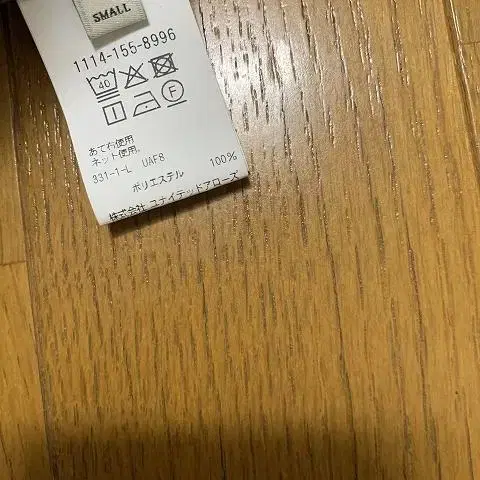 SMALL
1114-155-8996
40
F
あて布使用
ネット使用。
331-1-L UAF8
ポリエステル 100%
株式会社 ユナイテッドアローズ